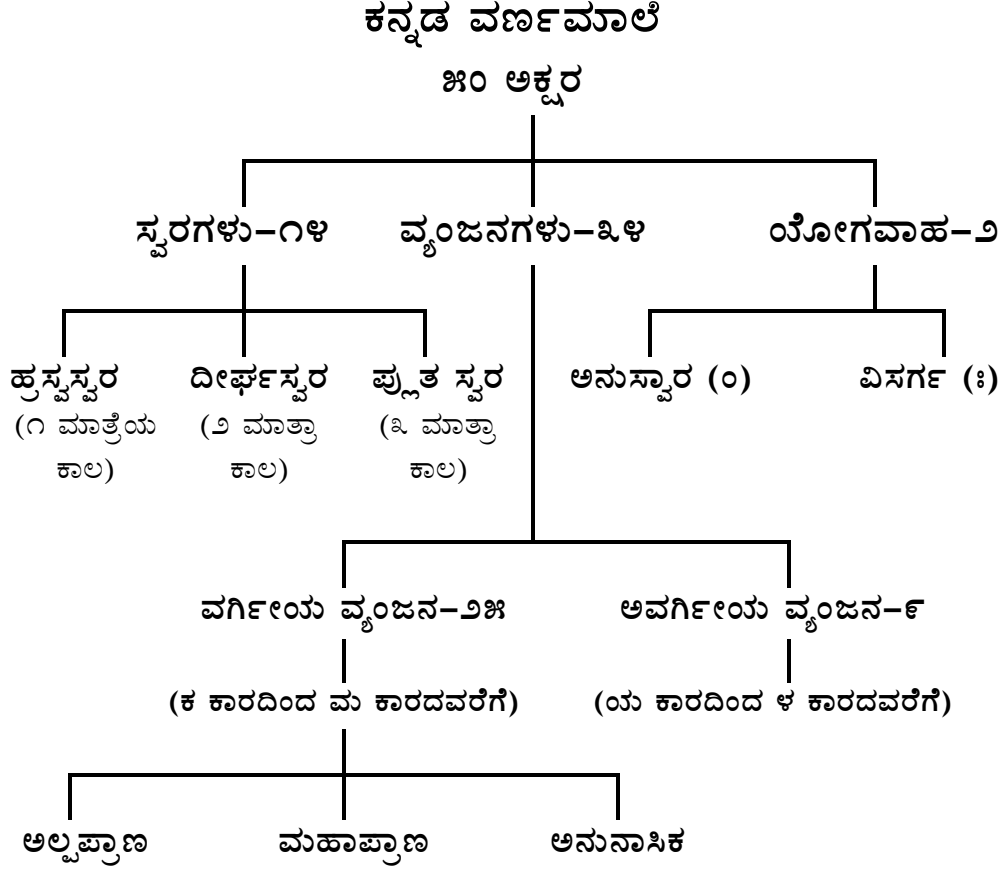 ಕನ್ನಡ ವರ್ಣಮಾಲೆ
೫೦ ಅಕ್ಷರ
ಸ್ವರಗಳು–೧೪ ವ್ಯಂಜನಗಳು–೩೪ ಯೋಗವಾಹ–೨
ಹ್ರಸ್ವಸ್ವರ ದೀರ್ಘಸ್ವರ ಪ್ಲುತ ಸ್ವರ ಅನುಸ್ವಾರ (ಂ) ವಿಸರ್ಗ (ಃ)
(೧ ಮಾತ್ರೆಯ (೨ ಮಾತ್ರಾ (೩ ಮಾತ್ರಾ
ಕಾಲ) ಕಾಲ) ಕಾಲ)
ವರ್ಗೀಯ ವ್ಯಂಜನ–೨೫ ಅವರ್ಗೀಯ ವ್ಯಂಜನ–೯
(ಕ ಕಾರದಿಂದ ಮ ಕಾರದವರೆಗೆ) (ಯ ಕಾರದಿಂದ ಳ ಕಾರದವರೆಗೆ)
ಅಲ್ಪಪ್ರಾಣ ಮಹಾಪ್ರಾಣ ಅನುನಾಸಿಕ